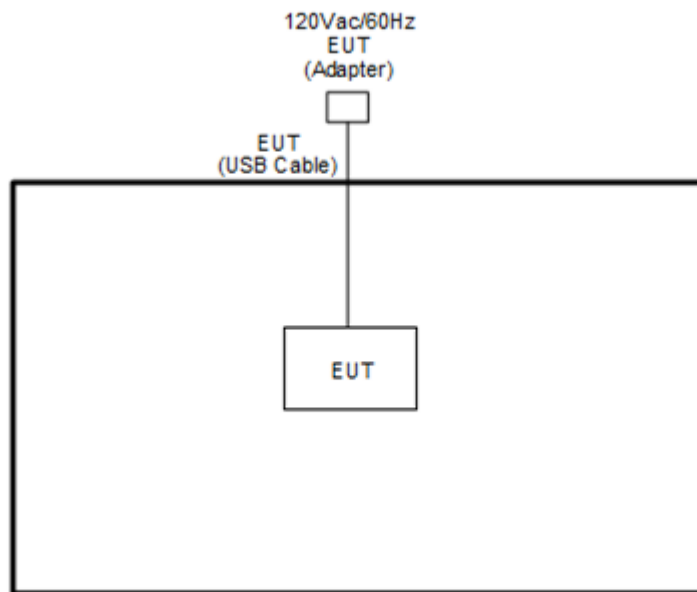 120Vac/60Hz
EUT
(Adapter)
EUT
(USB Cable)
EUT